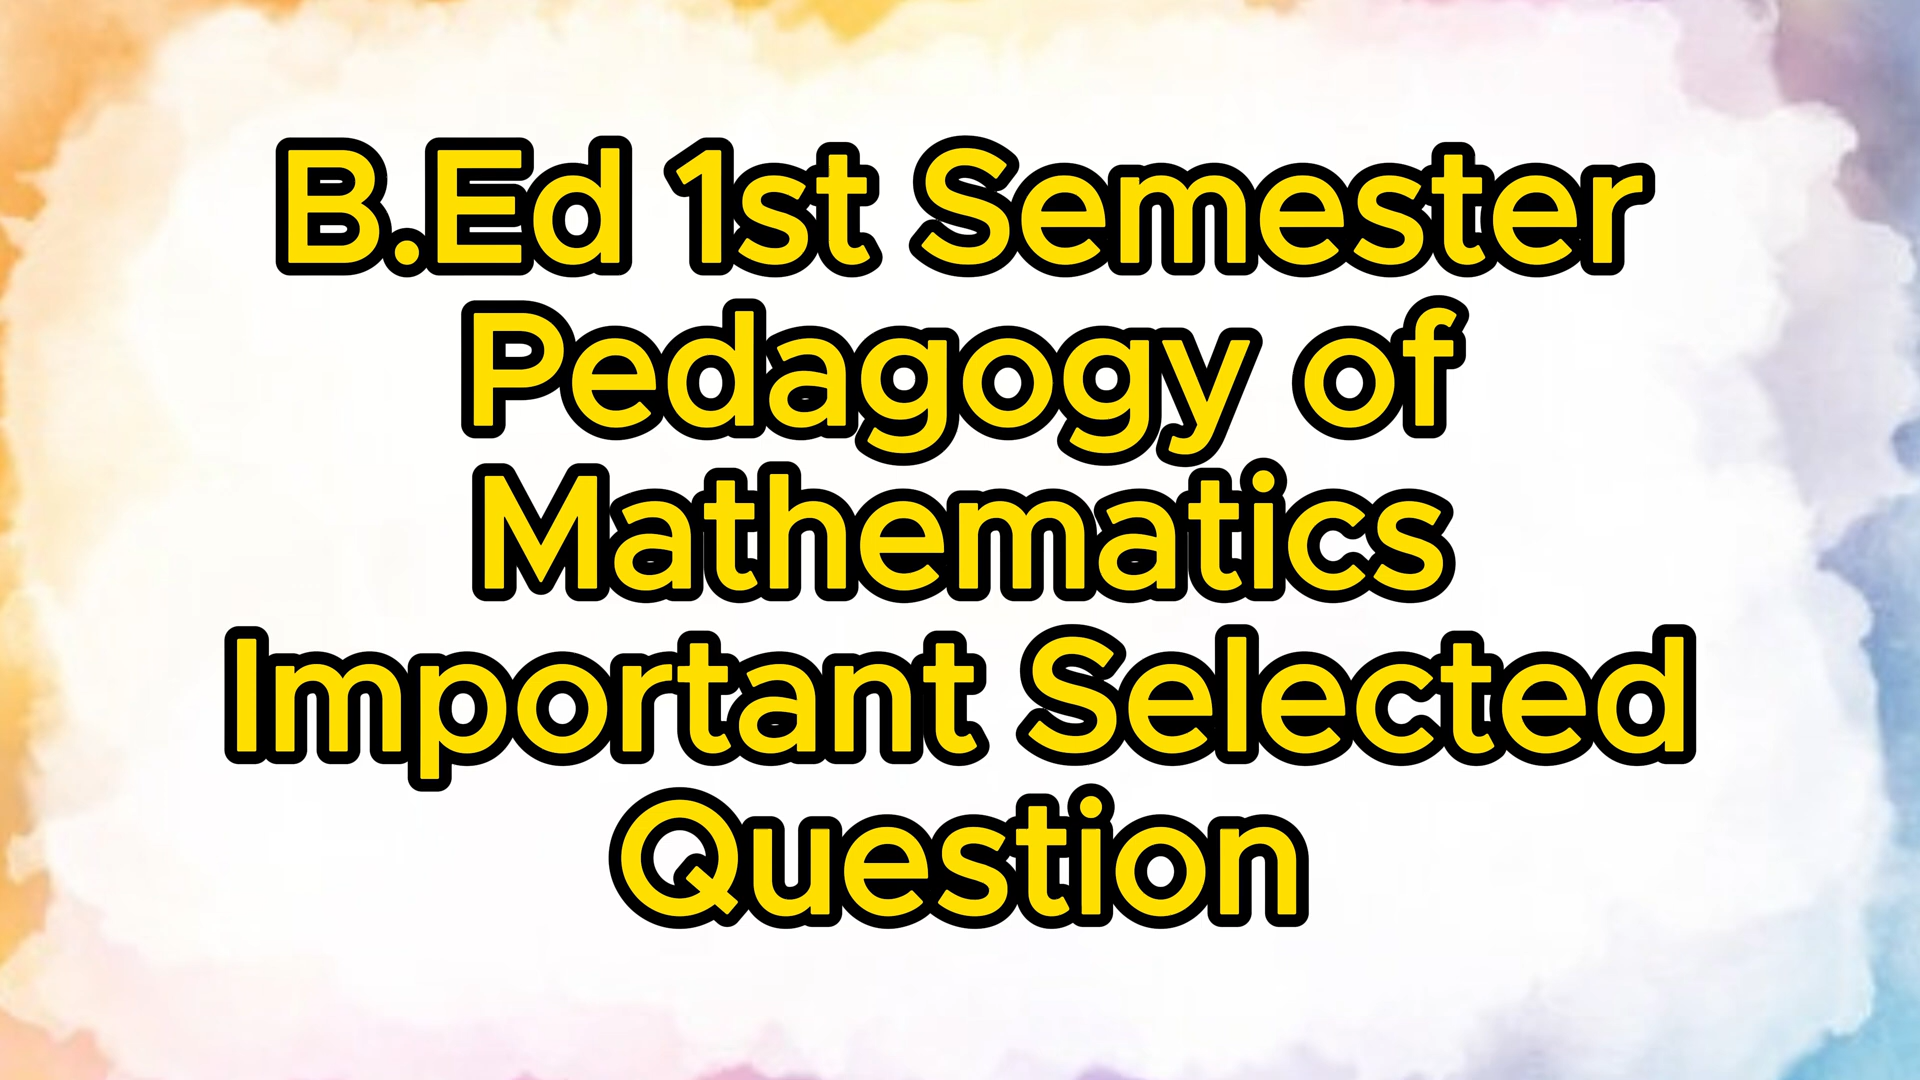 B.Ed 1st Semester
Pedagogy of
Mathematics
Important Selected
Question